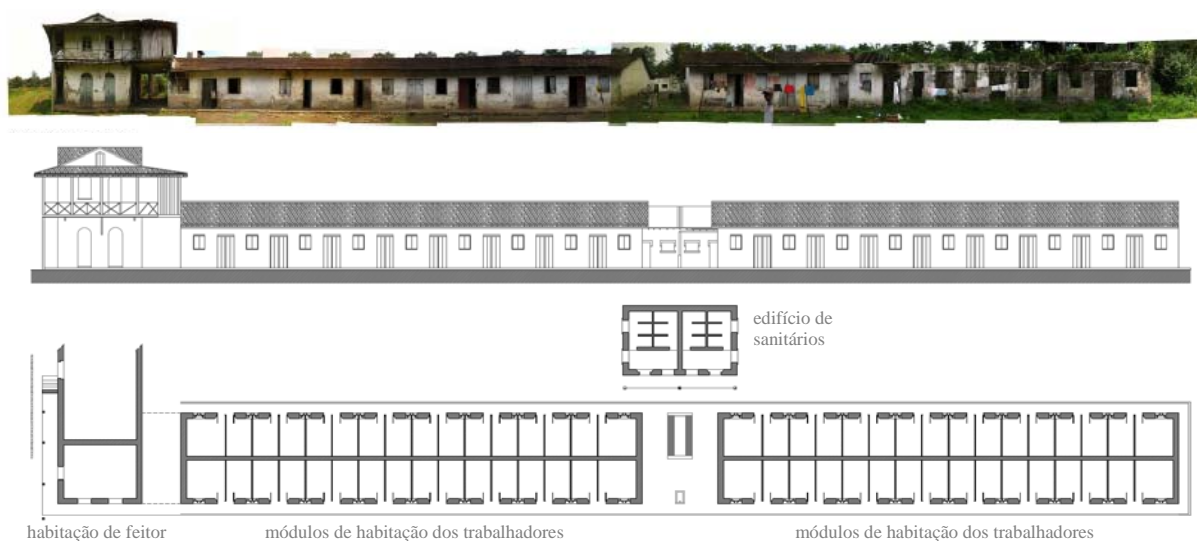 edifício de
sanitários
habitação de feitor
módulos de habitação dos trabalhadores
módulos de habitação dos trabalhadores